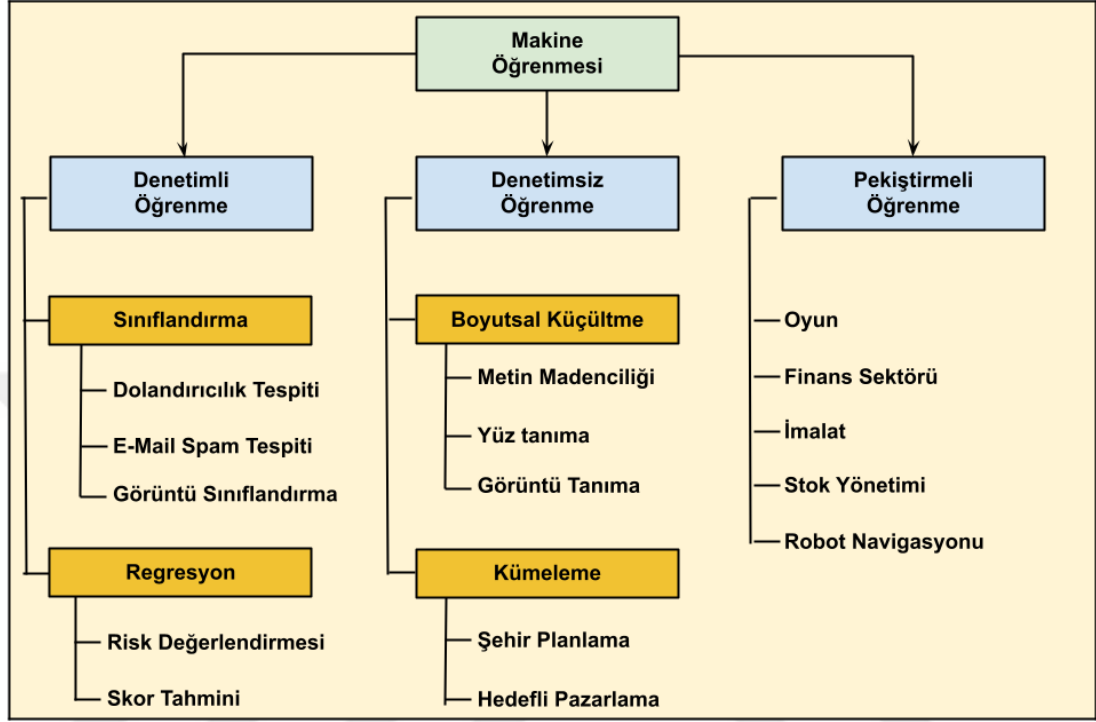 Makine
Öğrenmesi
Denetimli
Öğrenme
Sınıflandırma
Dolandırıcılık Tespiti
E-Mail Spam Tespiti
Görüntü Sınıflandırma
Regresyon
Risk Değerlendirmesi
Skor Tahmini
Denetimsiz
Öğrenme
Boyutsal Küçültme
Metin Madenciliği
Yüz tanıma
Görüntü Tanıma
Kümeleme
Şehir Planlama
Hedefli Pazarlama
Pekiştirmeli
Öğrenme
Oyun
Finans Sektörü
İmalat
Stok Yönetimi
Robot Navigasyonu